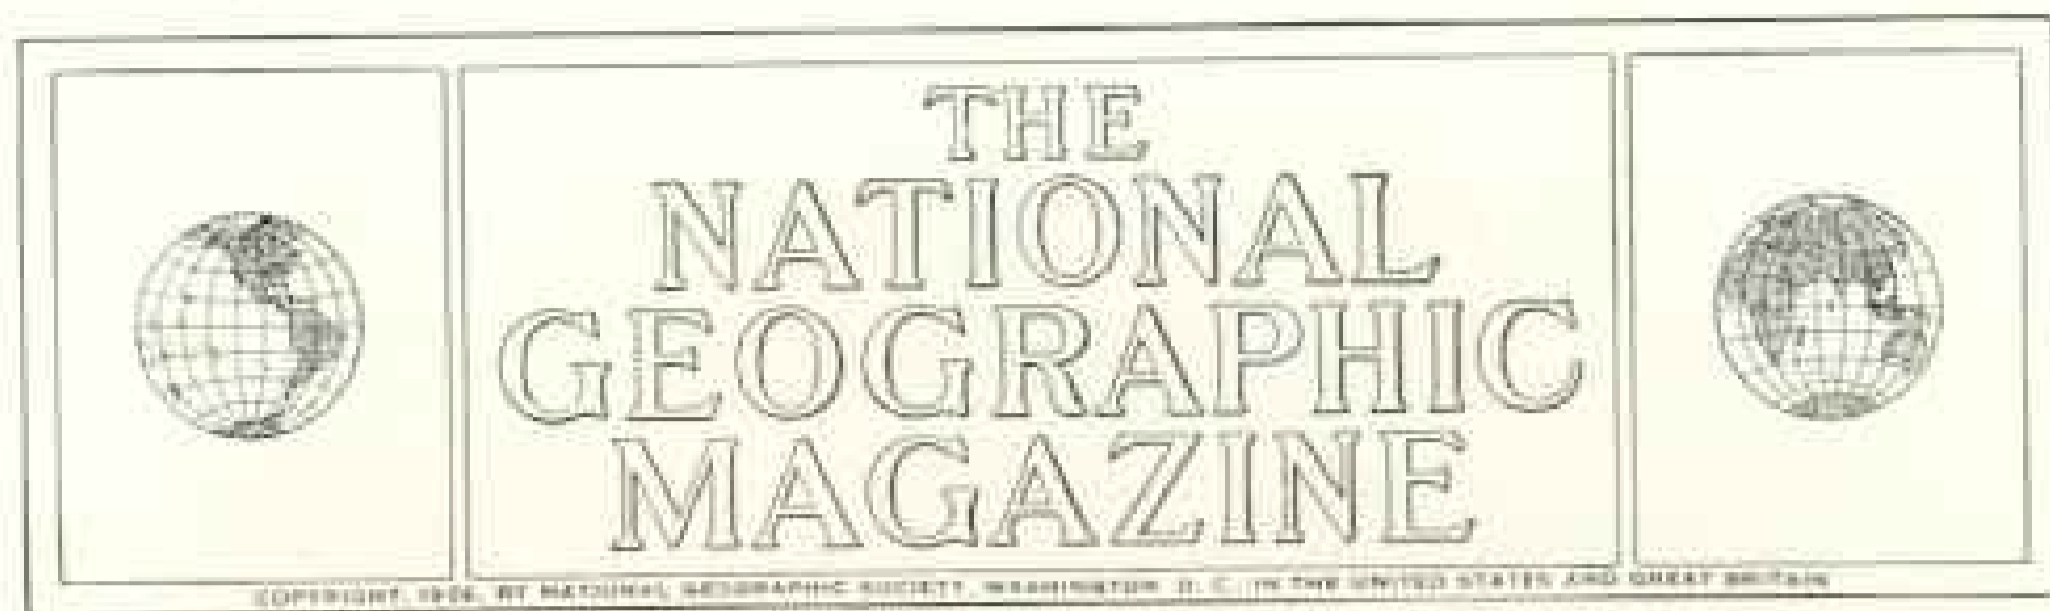 THE
NATIONAL
GEOGRAPHIC
MAGAZINE
COPYRIGHT, BY NATIONAL GEOGRAPHIC SOCIETY, WASHINGTON D. C., IN THE UNITED STATES AND GREAT BRITAIN